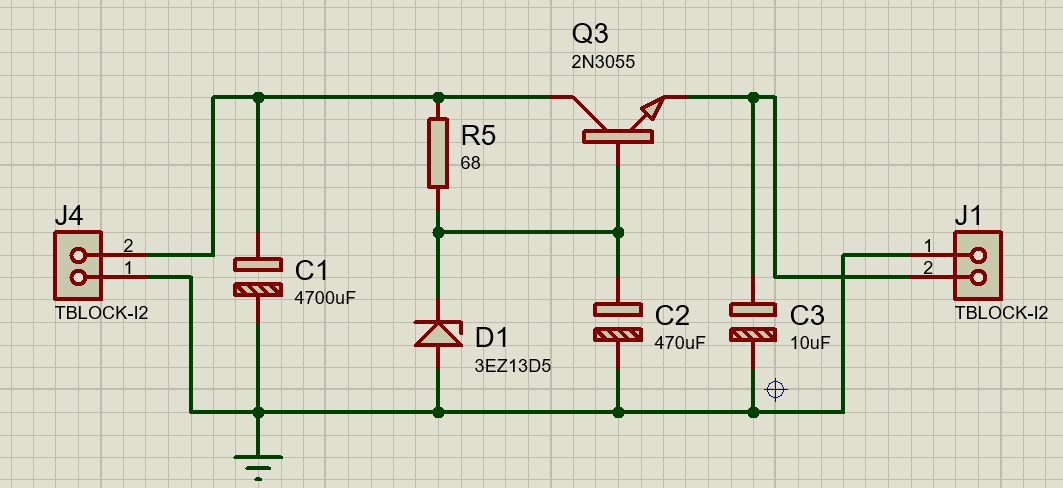 Q3
2N3055
R5
68
J4
2
1
TBLOCK-I2
C1
4700uF
D1
3EZ13D5
C2
470uF
C3
10uF
J1
1
2
TBLOCK-I2